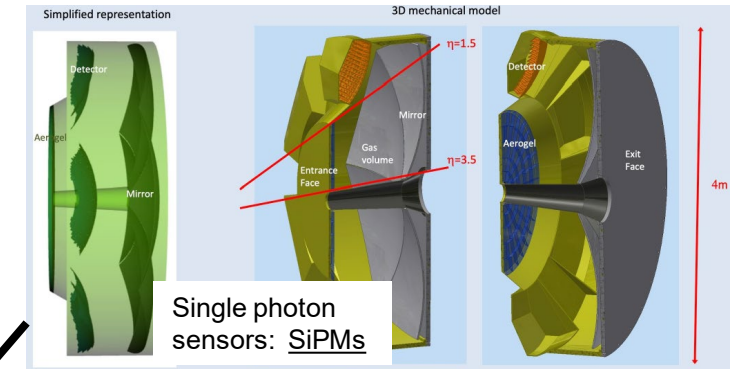 Simplified representation
3D mechanical model
Detector
Aerogel
Mirror
η=1.5
Mirror
Gas
volume
η=3.5
Entrance
Face
Detector
Aerogel
Exit
Face
4m
Single photon
sensors: SiPMs